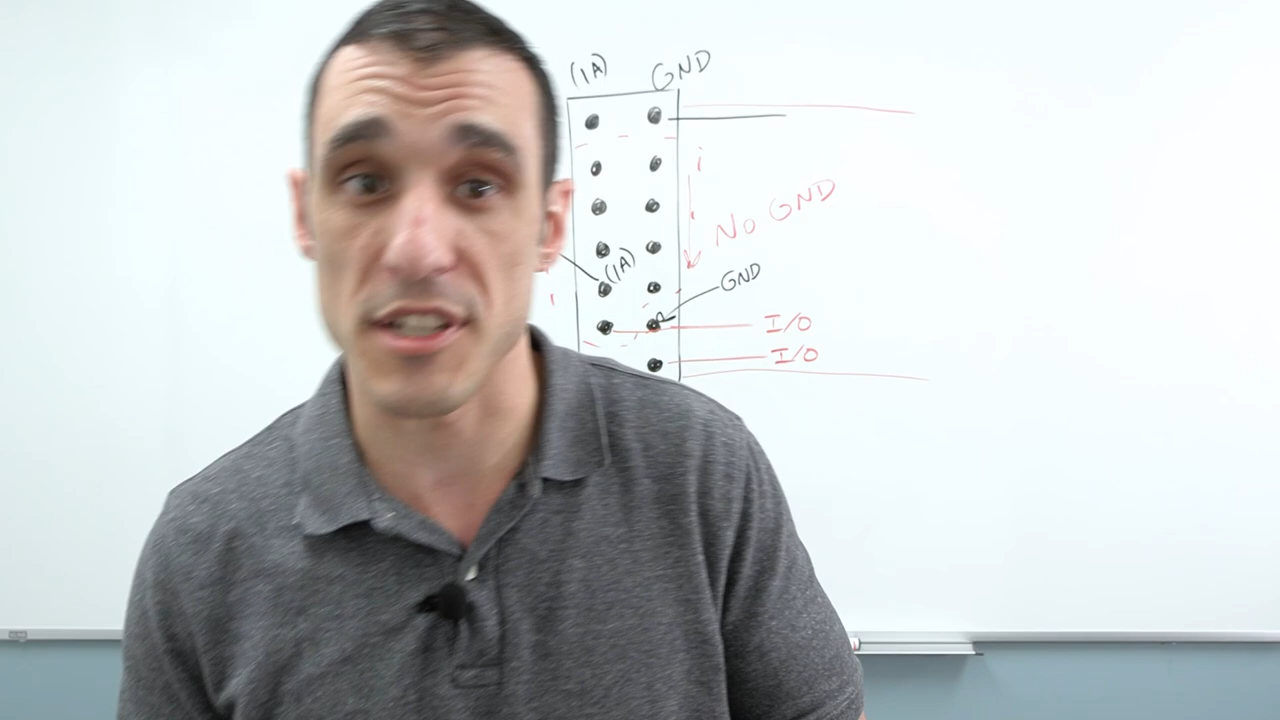 (1A) GND
i
No GND
(1A)
GND
I/O
I/O